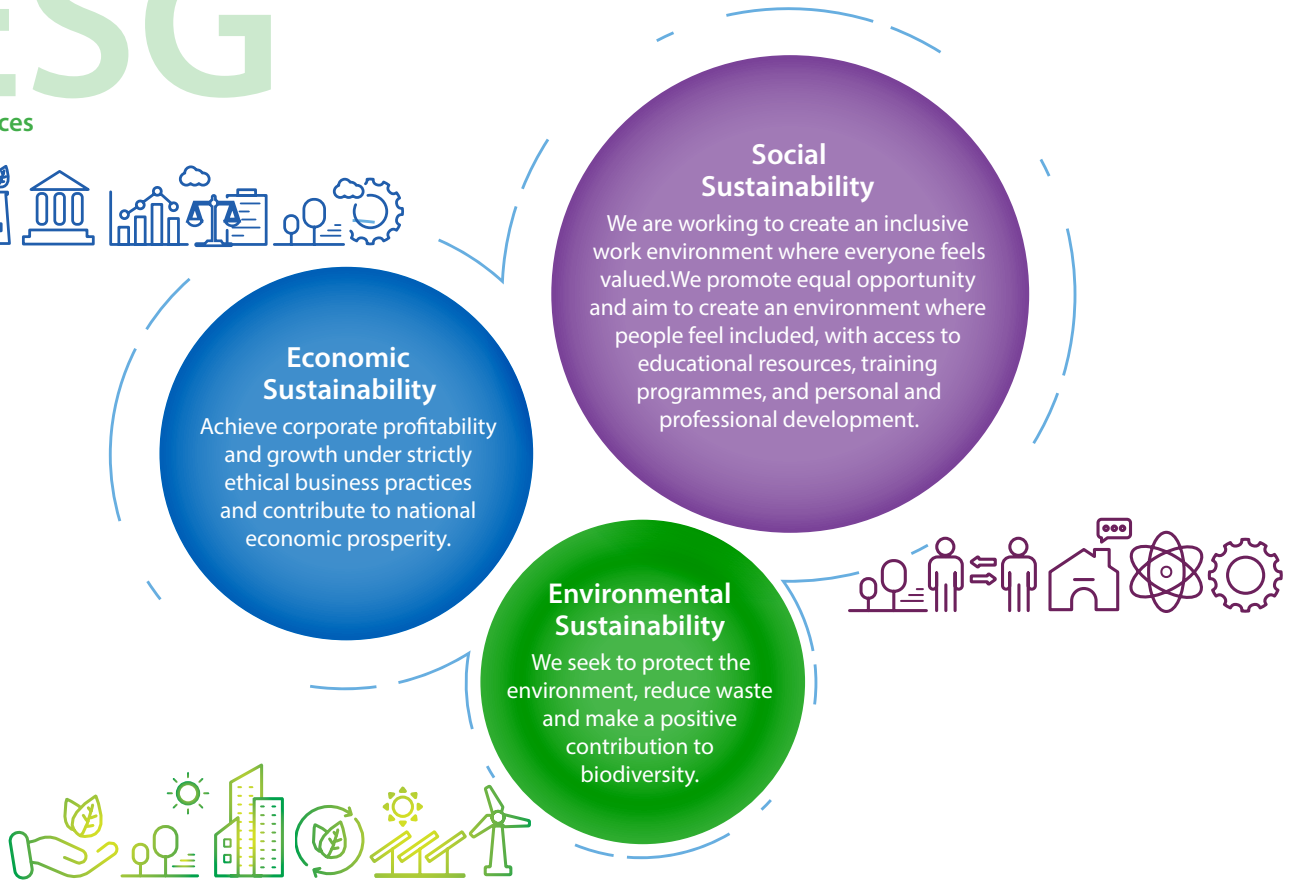 ESG
ces
Social
Sustainability
We are working to create an inclusive
work environment where everyone feels
valued.We promote equal opportunity
and aim to create an environment where
people feel included, with access to
educational resources, training
programmes, and personal and
professional development.
Economic
Sustainability
Achieve corporate profitability
and growth under strictly
ethical business practices
and contribute to national
economic prosperity.
Environmental
Sustainability
We seek to protect the
environment, reduce waste
and make a positive
contribution to
biodiversity.